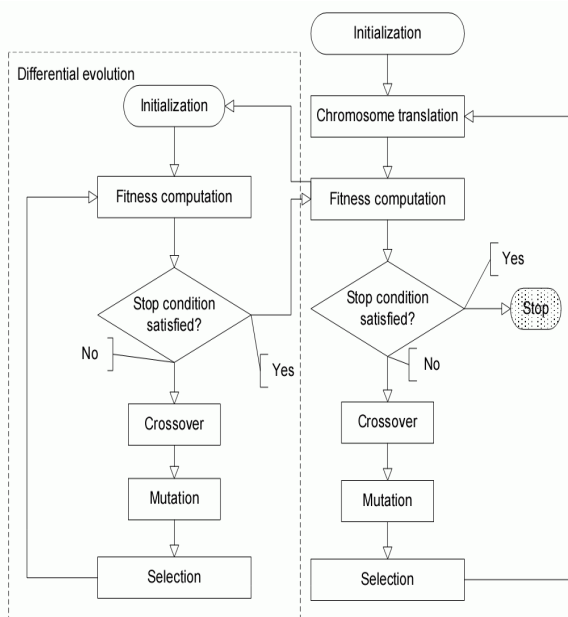 Differential evolution
Initialization
Fitness computation
Stop condition
satisfied?
No
Yes
Crossover
Mutation
Selection
Initialization
Chromosome translation
Fitness computation
Stop condition
satisfied?
Yes
Stop
No
Crossover
Mutation
Selection